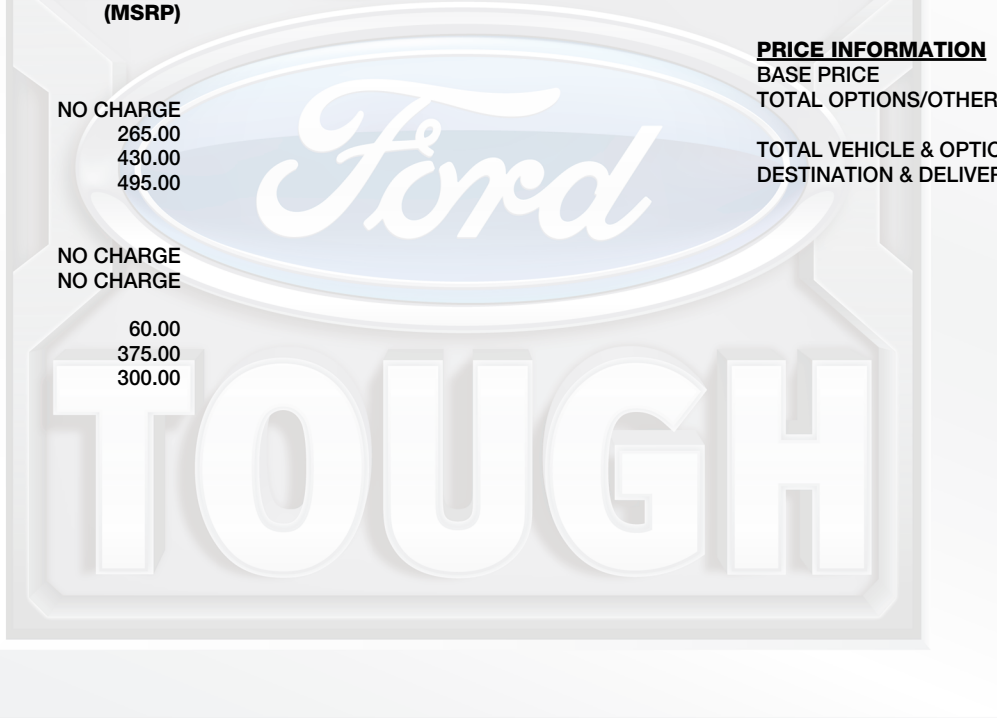 (MSRP)
NO CHARGE
265.00
430.00
495.00
NO CHARGE
NO CHARGE
60.00
375.00
300.00
PRICE INFORMATION
BASE PRICE
TOTAL OPTIONS/OTHER
TOTAL VEHICLE & OPTIO
DESTINATION & DELIVER
Ford
TOUGH